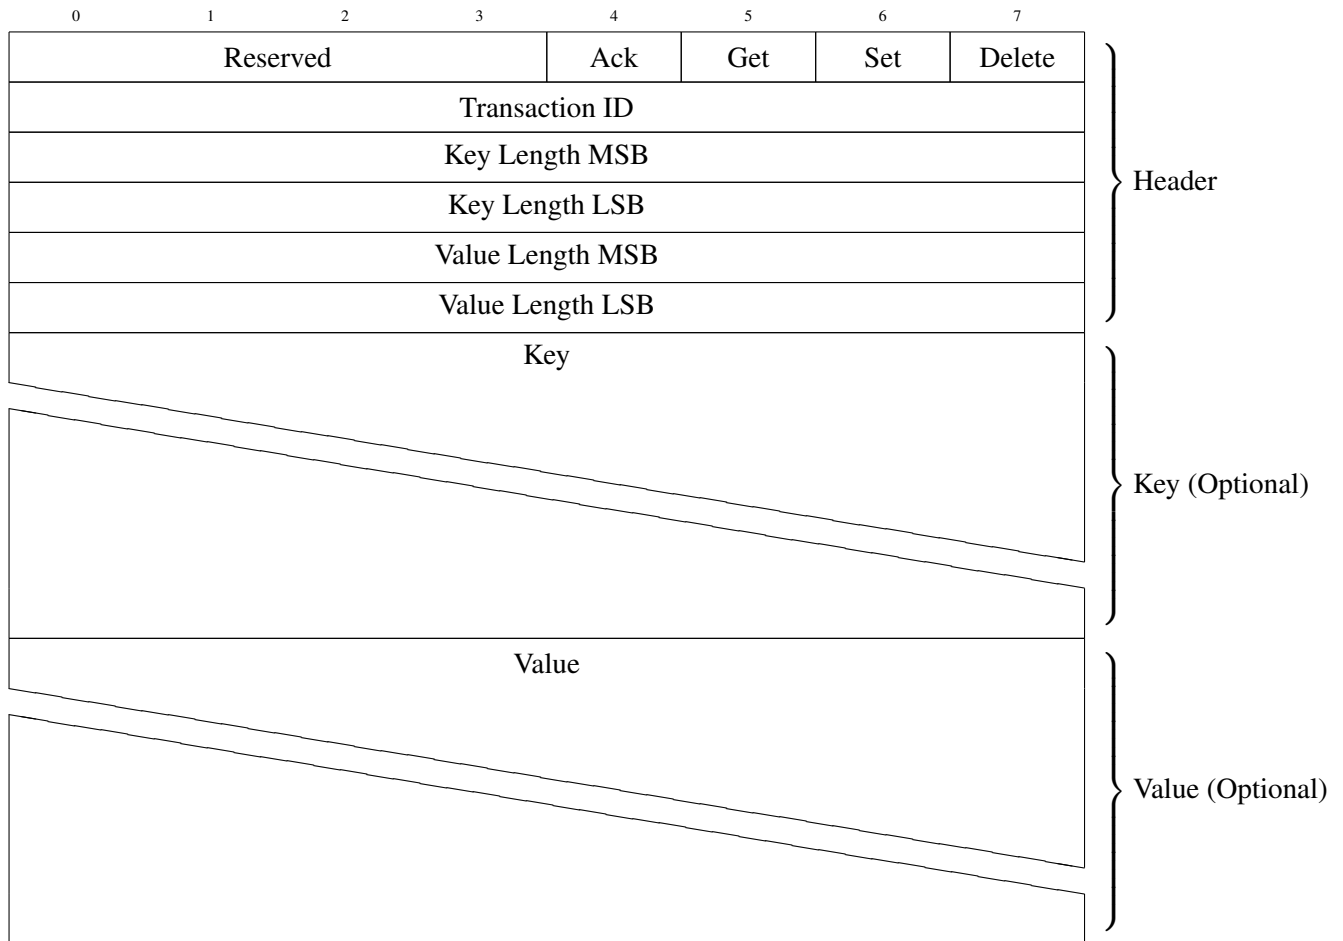 0 1 2 3 4 5 6 7
Reserved Ack Get Set Delete
Transaction ID
Key Length MSB
Header
Key Length LSB
Value Length MSB
Value Length LSB
Key
Key (Optional)
Value
Value (Optional)